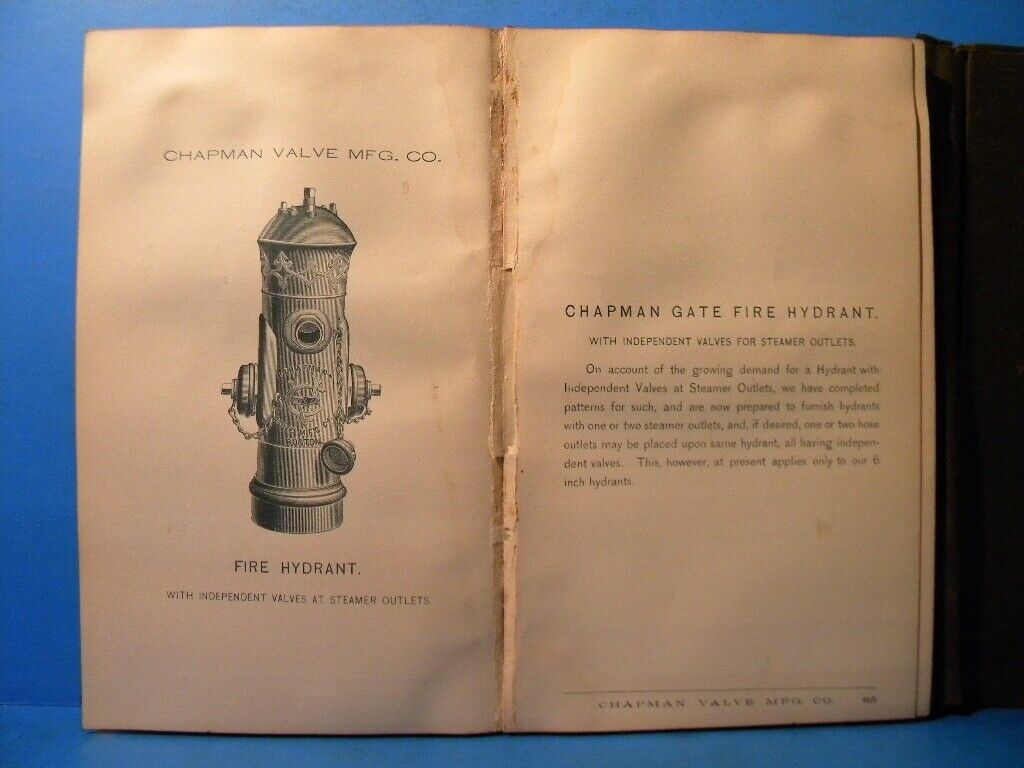 CHAPMAN VALVE MFG. CO.
CHAPMAN
BOSTON
FIRE HYDRANT.
WITH INDEPENDENT VALVES AT STEAMER OUTLETS.
CHAPMAN GATE FIRE HYDRANT.
WITH INDEPENDENT VALVES FOR STEAMER OUTLETS.
On account of the growing demand for a Hydrant with
Independent Valves at Steamer Outlets, we have completed
patterns for such, and are now prepared to furnish hydrants
with one or two steamer outlets, and, if desired, one or two hose
outlets may be placed upon same hydrant, all having indepen-
dent valves. This, however, at present applies only to our 6
inch hydrants.
CHAPMAN VALVE MFG. CO. 65